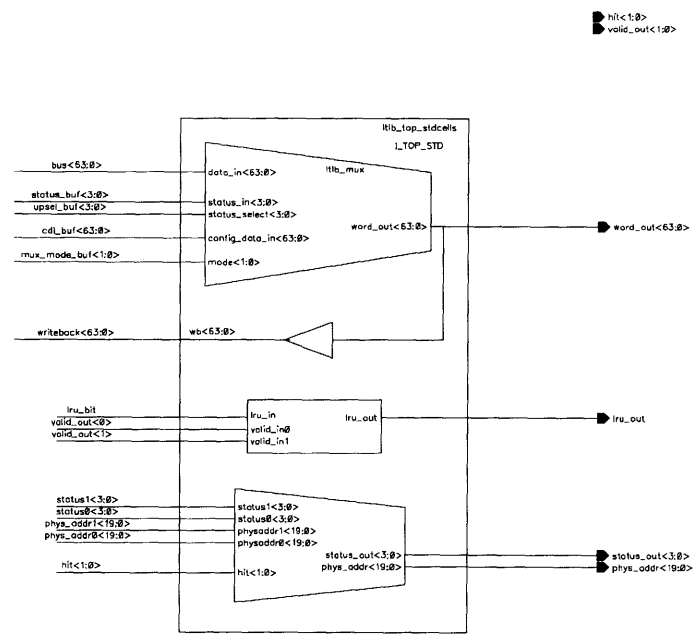 hit<1:0>
valid_out<1:0>
ltlb_top_stdcells
I_TOP_STD
bus<63:0>
data_in<63:0>
ltlb_mux
status_buf<3:0>
status_in<3:0>
upsel_buf<3:0>
status_select<3:0>
word_out<63:0>
word_out<63:0>
cdi_buf<63:0>
config_data_in<63:0>
mux_mode_buf<1:0>
mode<1:0>
writeback<63:0>
wb<63:0>
lru_bit
lru_in
lru_out
lru_out
valid_out<0>
valid_in0
valid_out<1>
valid_in1
status1<3:0>
status1<3:0>
status0<3:0>
status0<3:0>
phys_addr1<19:0>
physaddr1<19:0>
phys_addr0<19:0>
physaddr0<19:0>
status_out<3:0>
status_out<3:0>
phys_addr<19:0>
phys_addr<19:0>
hit<1:0>
hit<1:0>